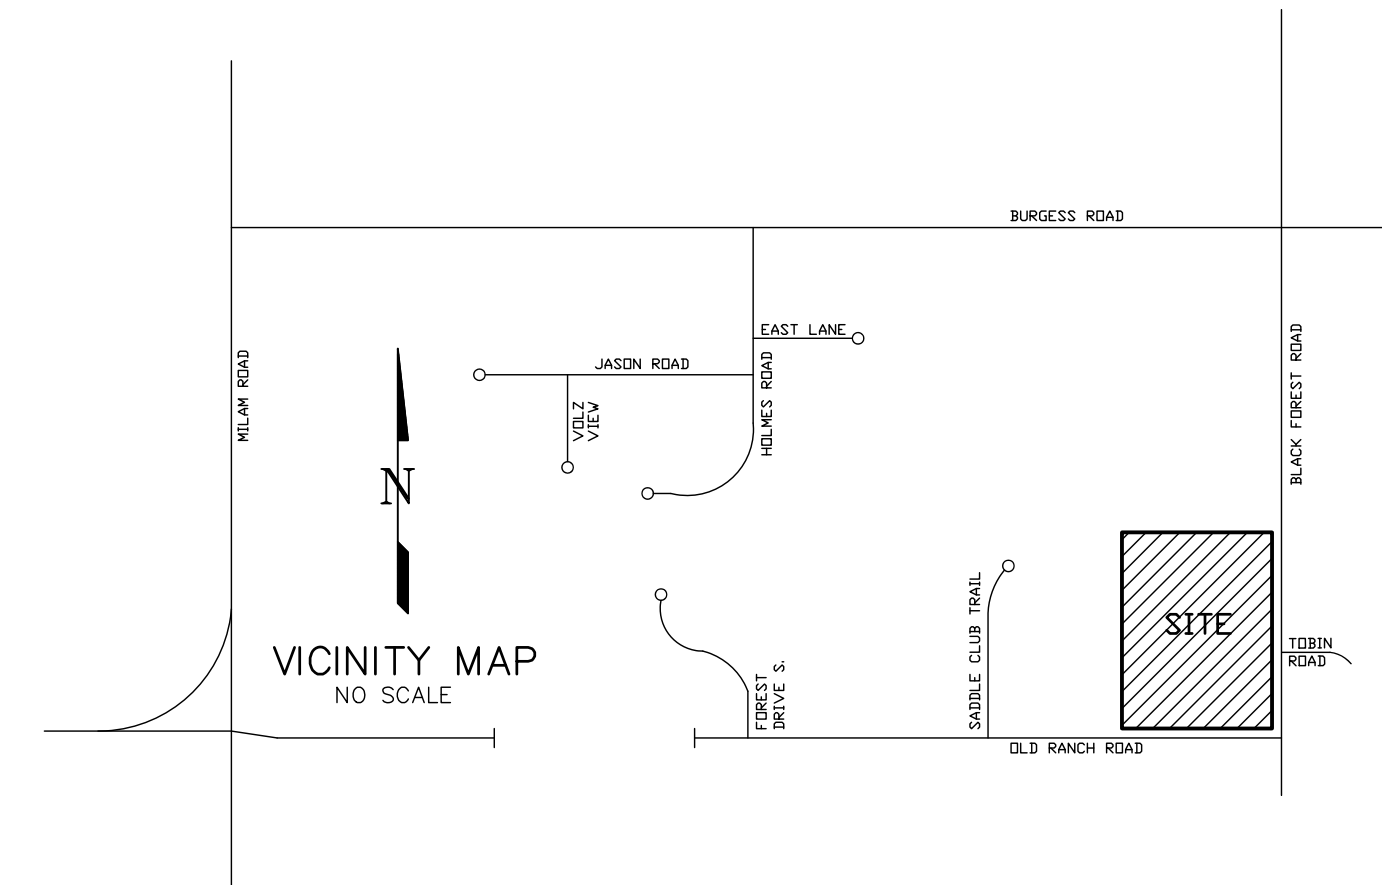 BURGESS ROAD
EAST LANE
JASON ROAD
MILAM ROAD
HOLMES ROAD
BLACK FOREST ROAD
VOLZ
VIEW
N
SADDLE CLUB TRAIL
SITE
VICINITY MAP
NO SCALE
TOBIN
ROAD
FOREST
DRIVE S.
OLD RANCH ROAD